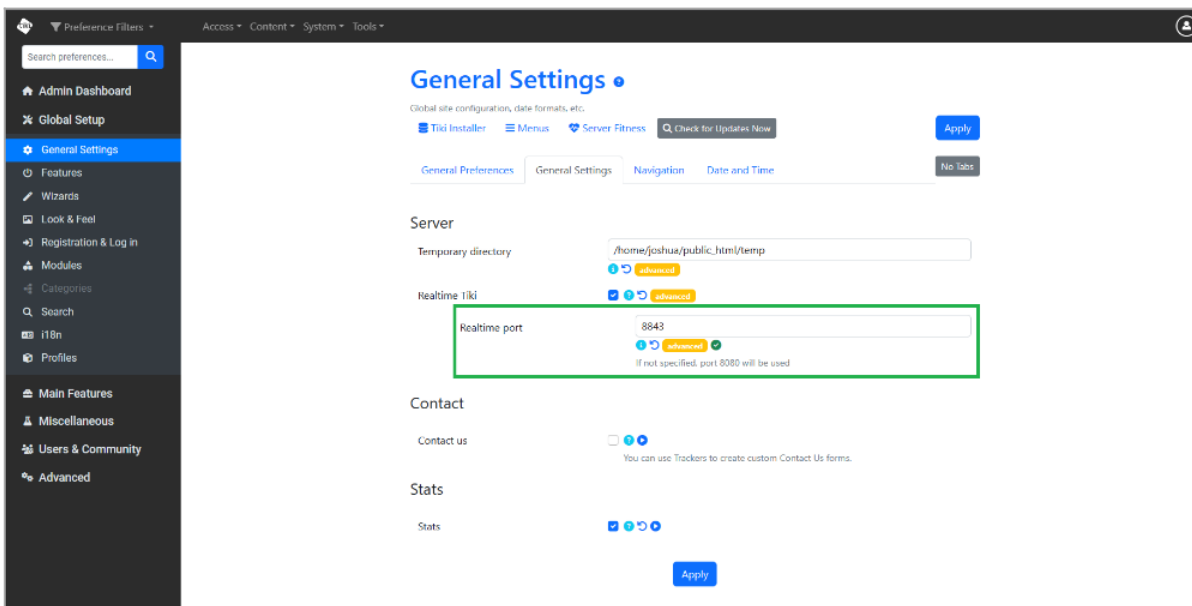 TIKI Preference Filters Access Content System Tools
Search preferences...
Admin Dashboard
Global Setup
General Settings
Features
Wizards
Look & Feel
Registration & Log in
Modules
Categories
Search
i18n
Profiles
Main Features
Miscellaneous
Users & Community
Advanced
General Settings
Global site configuration, date formats, etc.
Tiki Installer Menus Server Fitness Check for Updates Now Apply
General Preferences General Settings Navigation Date and Time No Tabs
Server
Temporary directory /home/joshua/public_html/temp
advanced
Realtime Tiki advanced
Realtime port 8843
advanced
If not specified, port 8080 will be used
Contact
Contact us
You can use Trackers to create custom Contact Us forms.
Stats
Stats
Apply